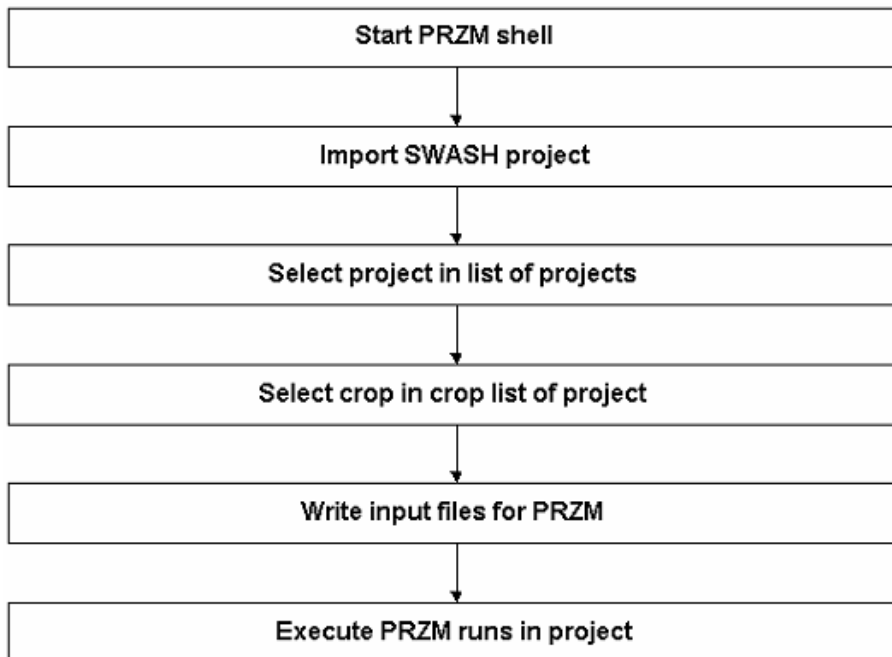 Start PRZM shell
Import SWASH project
Select project in list of projects
Select crop in crop list of project
Write input files for PRZM
Execute PRZM runs in project